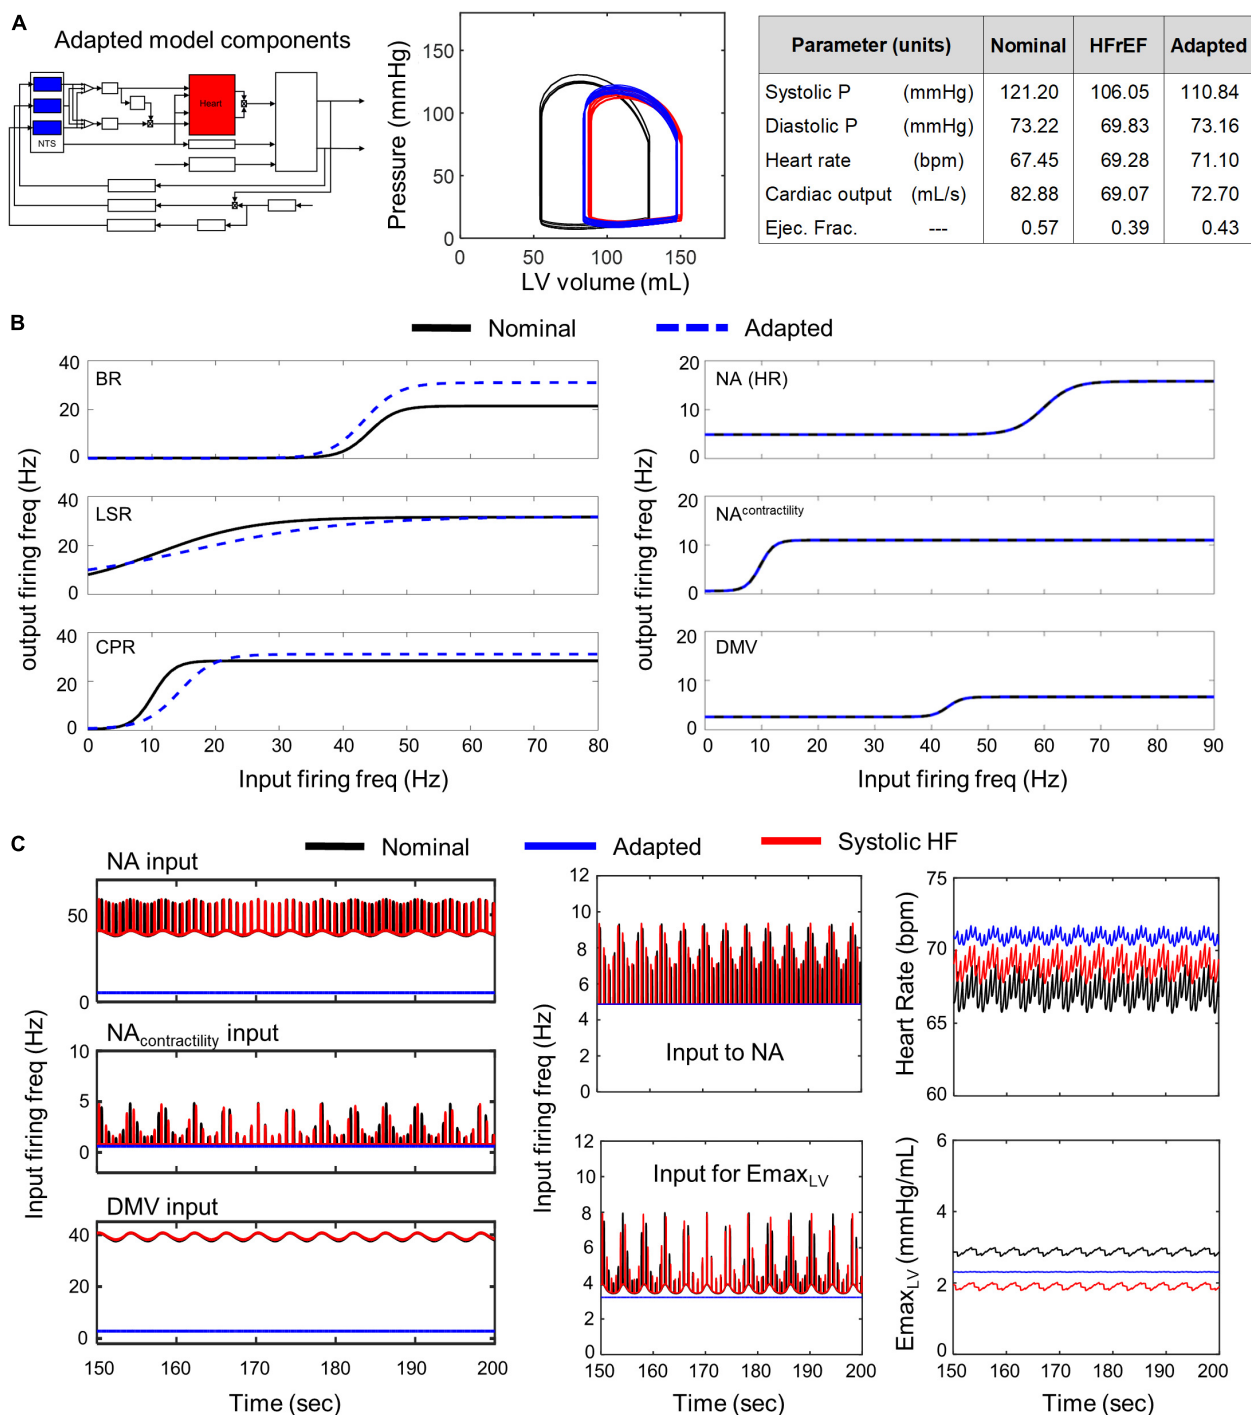 A
Adapted model components
NTS
Heart
Pressure (mmHg)
150
100
50
0
0 50 100 150
LV volume (mL)
Parameter (units) Nominal HFrEF Adapted
Systolic P (mmHg) 121.20 106.05 110.84
Diastolic P (mmHg) 73.22 69.83 73.16
Heart rate (bpm) 67.45 69.28 71.10
Cardiac output (mL/s) 82.88 69.07 72.70
Ejec. Frac. --- 0.57 0.39 0.43
B
Nominal Adapted
output firing freq (Hz)
40
BR
20
0
40
LSR
20
0
40
CPR
20
0
0 10 20 30 40 50 60 70 80
Input firing freq (Hz)
output firing freq (Hz)
20
NA (HR)
10
0
20
NAcontractility
10
0
20
DMV
10
0
0 10 20 30 40 50 60 70 80 90
Input firing freq (Hz)
C
Nominal Adapted Systolic HF
Input firing freq (Hz)
NA input
50
0
NAcontractility input
10
5
0
DMV input
40
20
0
150 160 170 180 190 200
Time (sec)
Input firing freq (Hz)
12
10
8
6
4
2
0
Input to NA
12
10
8
6
4
2
0
Input for EmaxLV
150 160 170 180 190 200
Time (sec)
Heart Rate (bpm)
75
70
65
60
EmaxLV (mmHg/mL)
6
4
2
0
150 160 170 180 190 200
Time (sec)